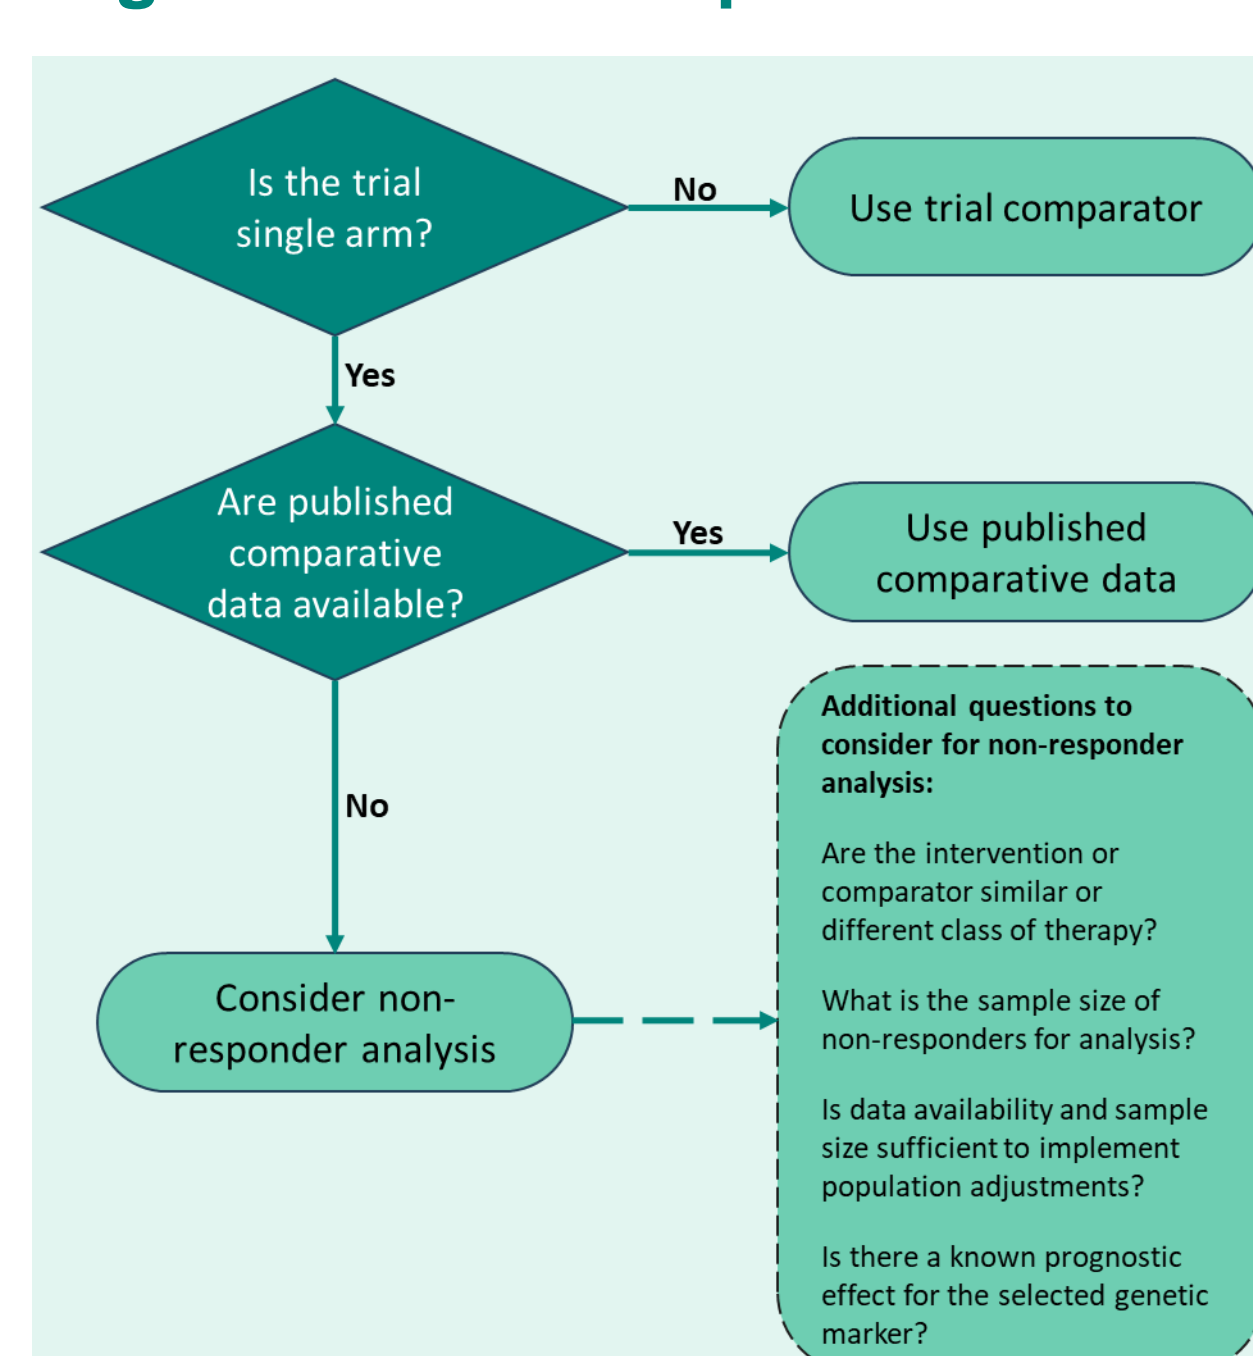 Is the trial
single arm?
No
Use trial comparator
Yes
Are published
comparative
data available?
Yes
Use published
comparative data
No
Consider non-
responder analysis
Additional questions to
consider for non-responder
analysis:
Are the intervention or
comparator similar or
different class of therapy?
What is the sample size of
non-responders for analysis?
Is data availability and sample
size sufficient to implement
population adjustments?
Is there a known prognostic
effect for the selected genetic
marker?